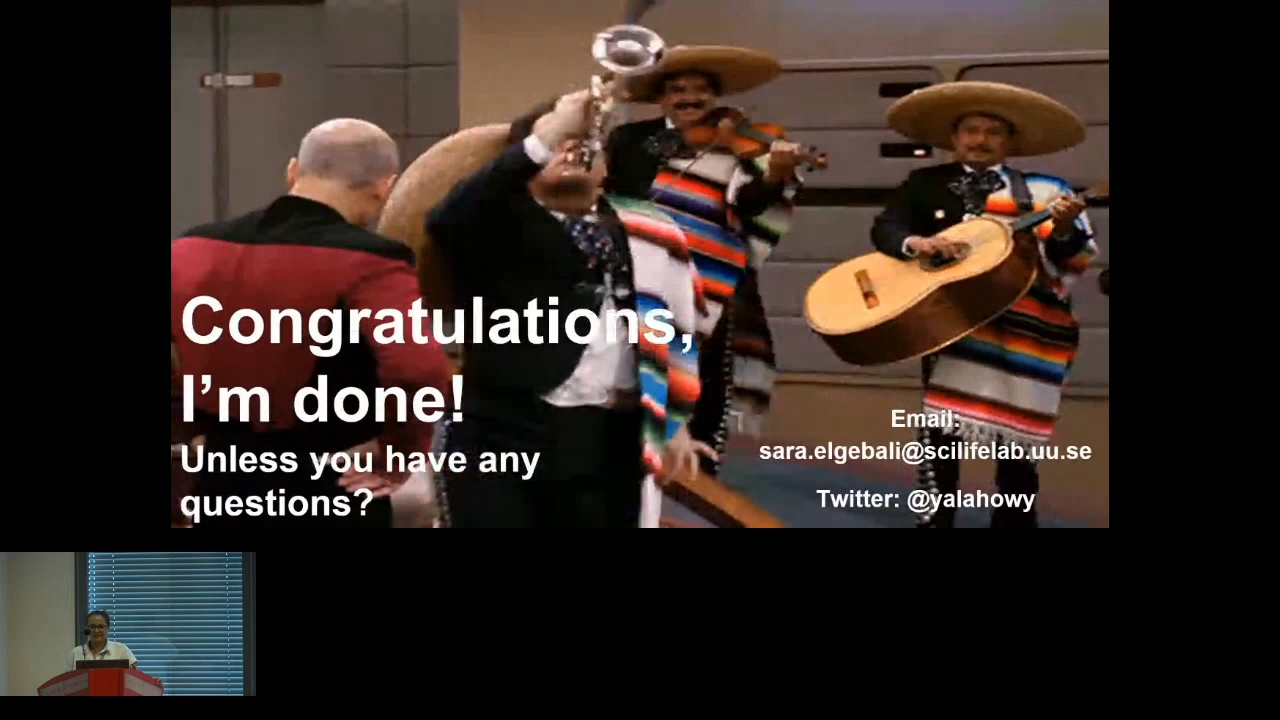 Congratulations,
I'm done!
Unless you have any
questions?
Email:
sara.elgebali@scilifelab.uu.se
Twitter: @yalahowy